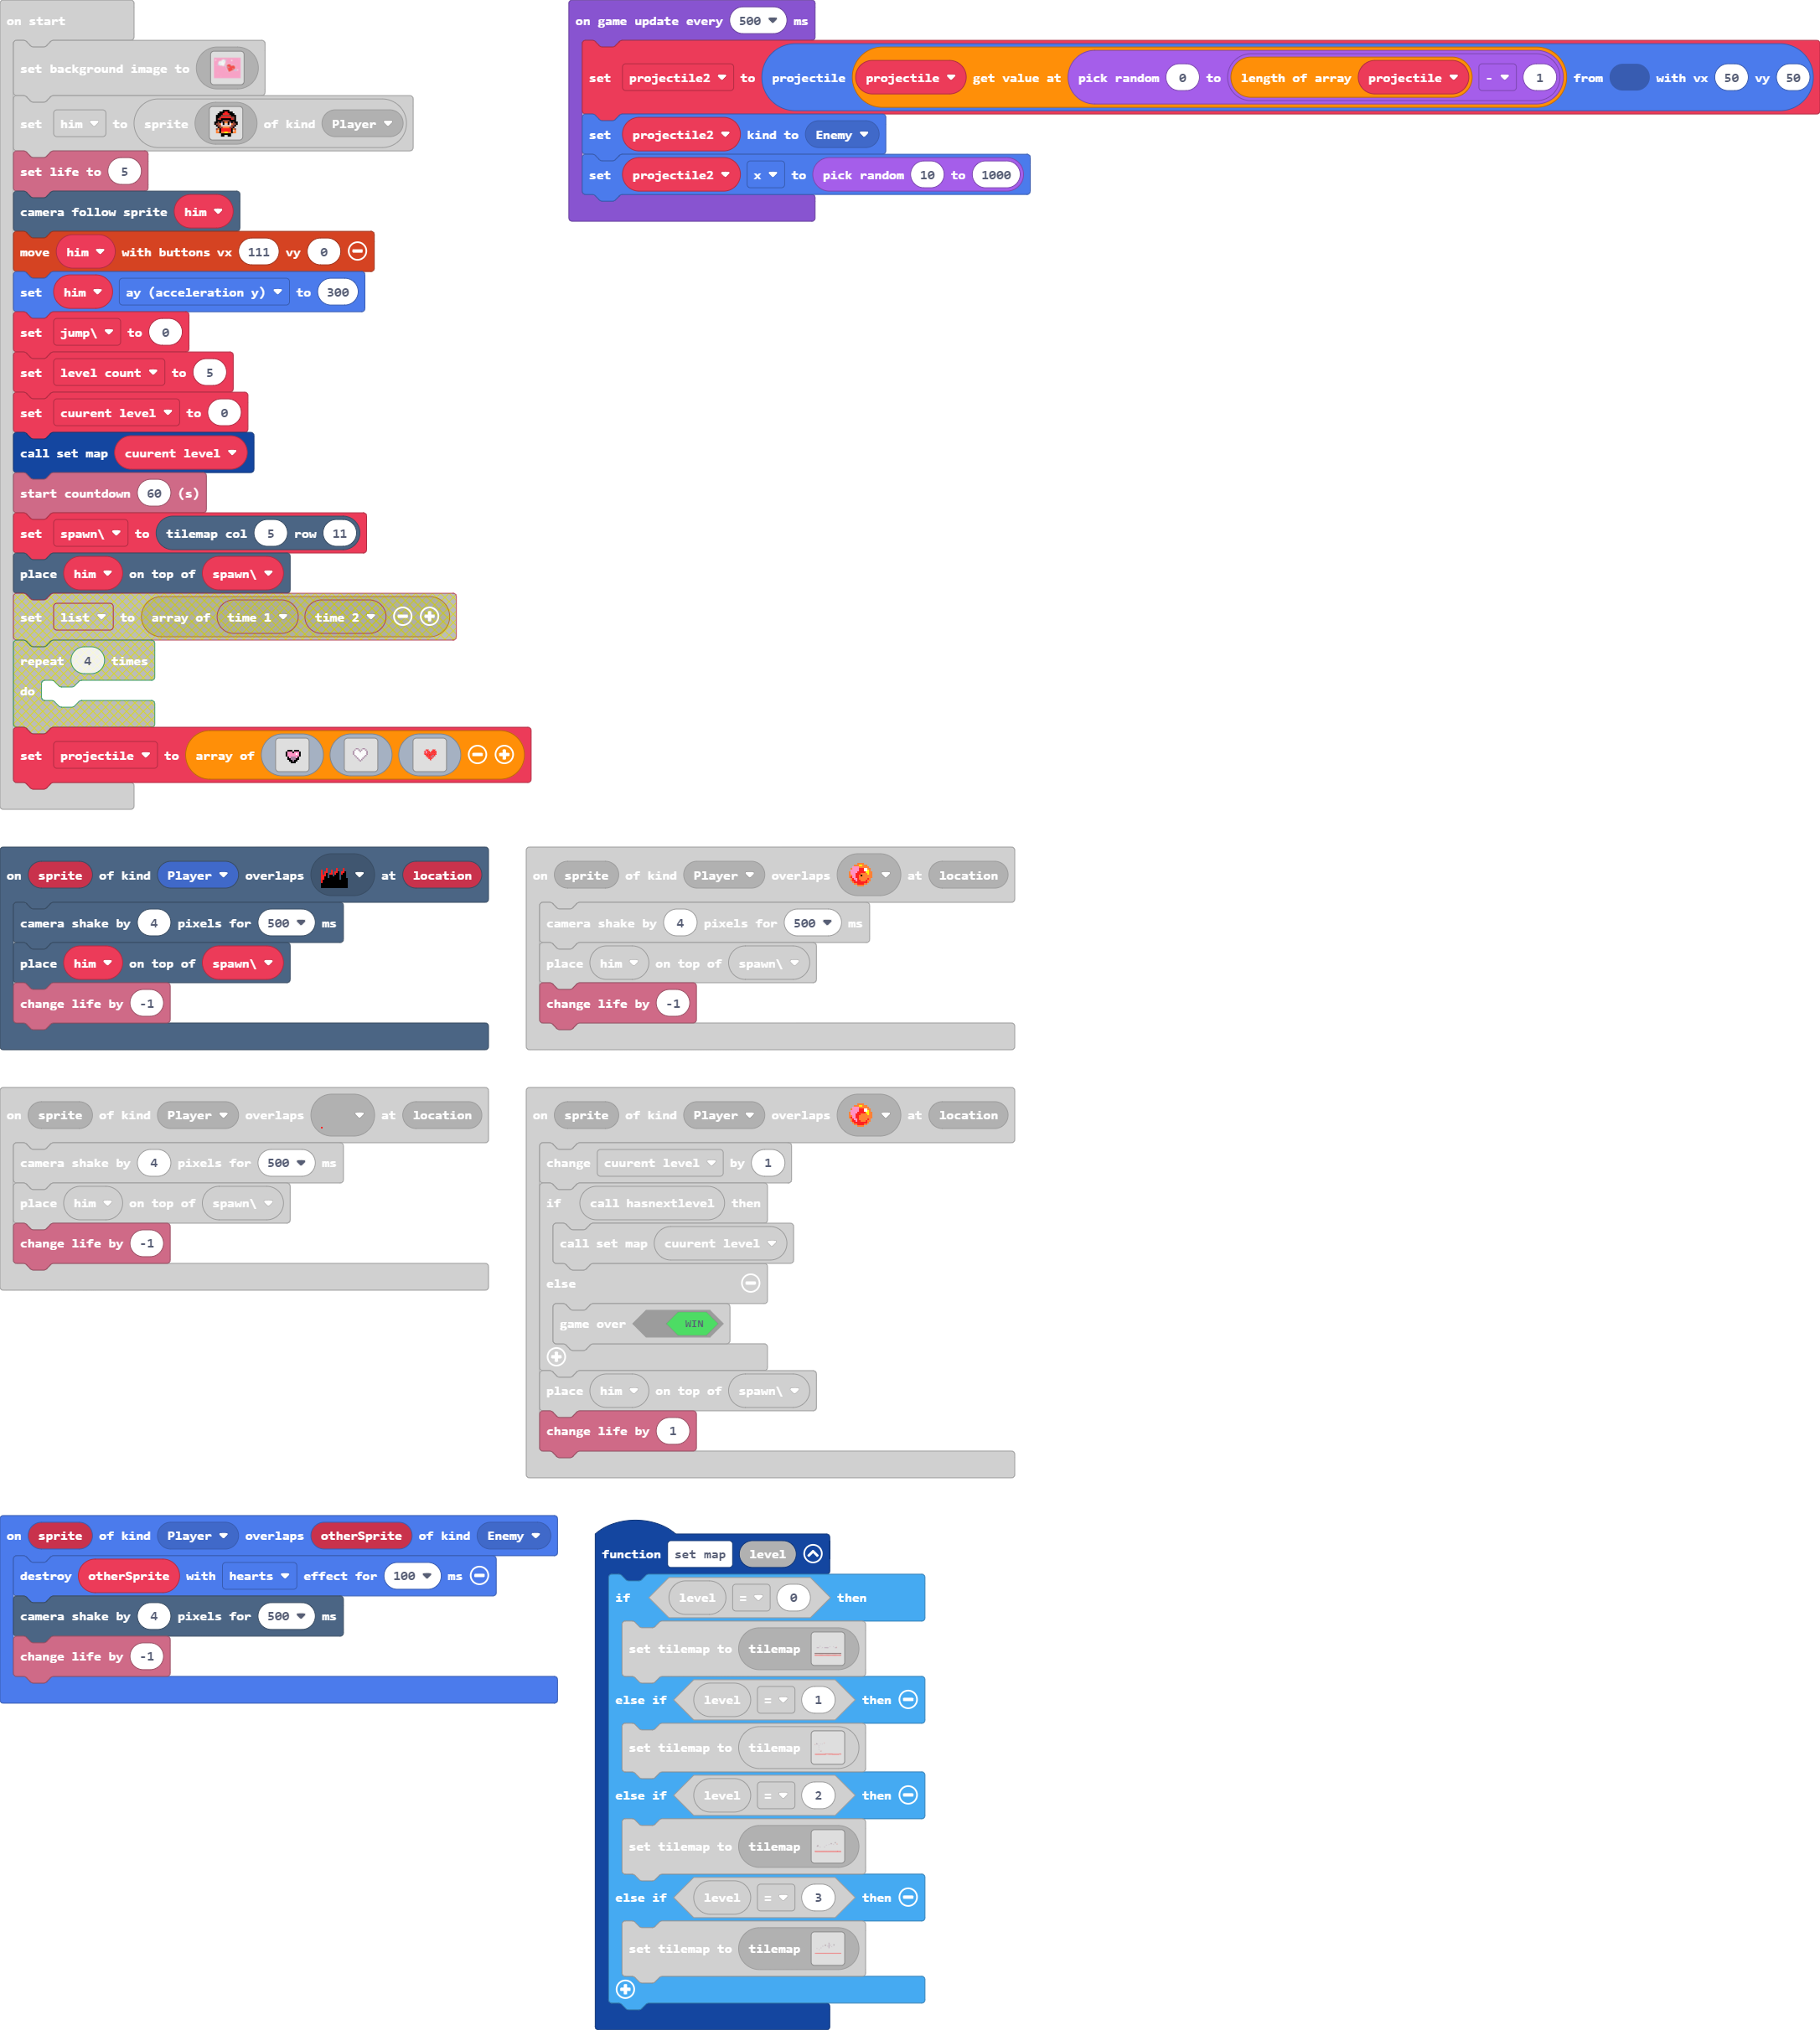 on start
set background image to
set him to sprite of kind Player
set life to 5
camera follow sprite him
move him with buttons vx 111 vy 0
set him ay (acceleration y) to 300
set jump\ to 0
set level count to 5
set cuurent level to 0
call set map cuurent level
start countdown 60 (s)
set spawn\ to tilemap col 5 row 11
place him on top of spawn\
set list to array of time 1 time 2
repeat 4 times
do
set projectile to array of
on game update every 500 ms
set projectile2 to projectile projectile get value at pick random 0 to length of array projectile - 1 from with vx 50 vy 50
set projectile2 kind to Enemy
set projectile2 x to pick random 10 to 1000
on sprite of kind Player overlaps at location
camera shake by 4 pixels for 500 ms
place him on top of spawn\
change life by -1
on sprite of kind Player overlaps at location
camera shake by 4 pixels for 500 ms
place him on top of spawn\
change life by -1
on sprite of kind Player overlaps at location
camera shake by 4 pixels for 500 ms
place him on top of spawn\
change life by -1
on sprite of kind Player overlaps at location
change cuurent level by 1
if call hasnextlevel then
call set map cuurent level
else
game over WIN
place him on top of spawn\
change life by 1
on sprite of kind Player overlaps otherSprite of kind Enemy
destroy otherSprite with hearts effect for 100 ms
camera shake by 4 pixels for 500 ms
change life by -1
function set map level
if level = 0 then
set tilemap to tilemap
else if level = 1 then
set tilemap to tilemap
else if level = 2 then
set tilemap to tilemap
else if level = 3 then
set tilemap to tilemap